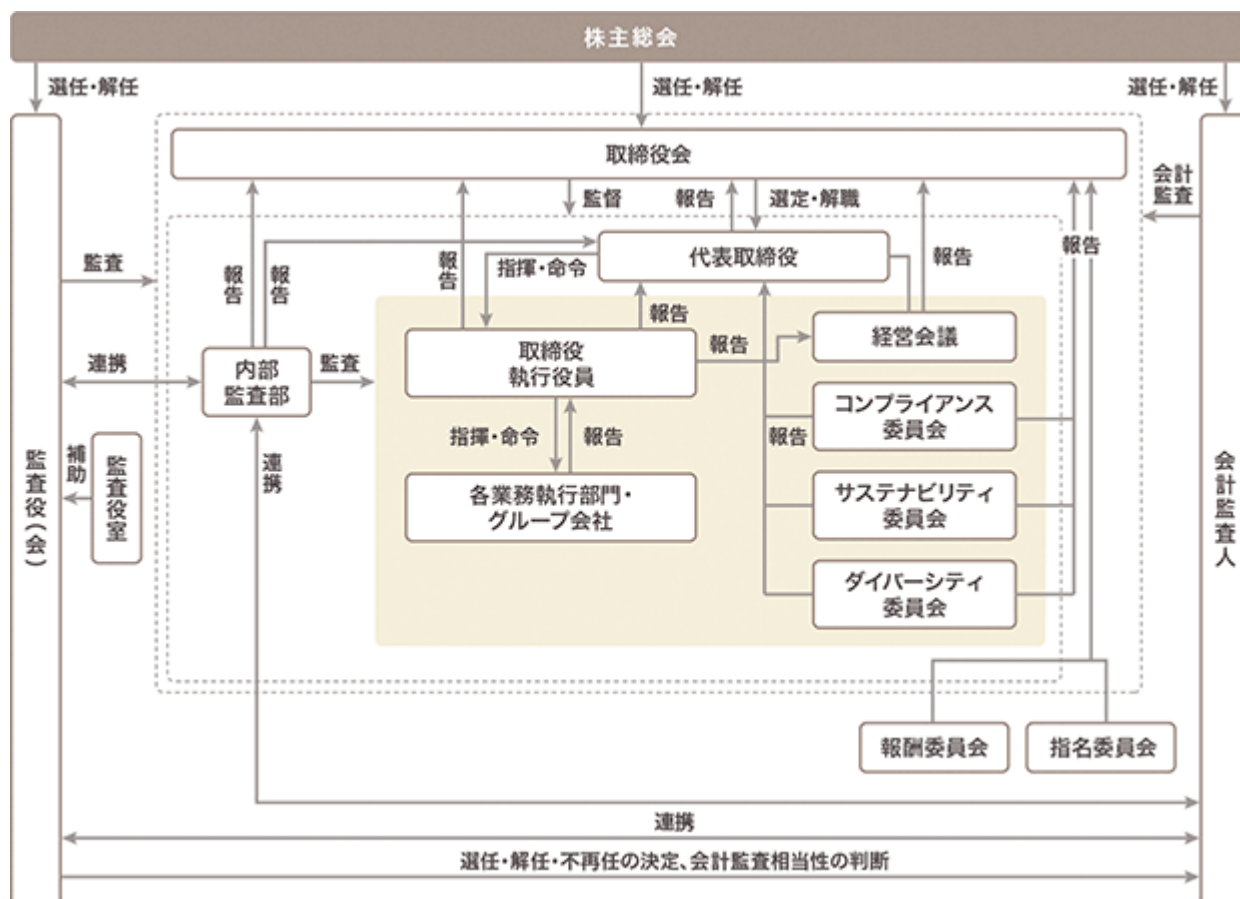 株主総会
選任・解任
選任・解任
選任・解任
取締役会
会計
監査
監督
報告
選定・解職
報告
監査
報告
報告
報告
指揮・命令
代表取締役
報告
報告
取締役
執行役員
報告
経営会議
連携
内部
監査部
監査
コンプライアンス
委員会
指揮・命令
報告
報告
補助
監査役室
連携
各業務執行部門・
グループ会社
サステナビリティ
委員会
監査役(会)
会計監査人
ダイバーシティ
委員会
報酬委員会
指名委員会
連携
選任・解任・不再任の決定、会計監査相当性の判断